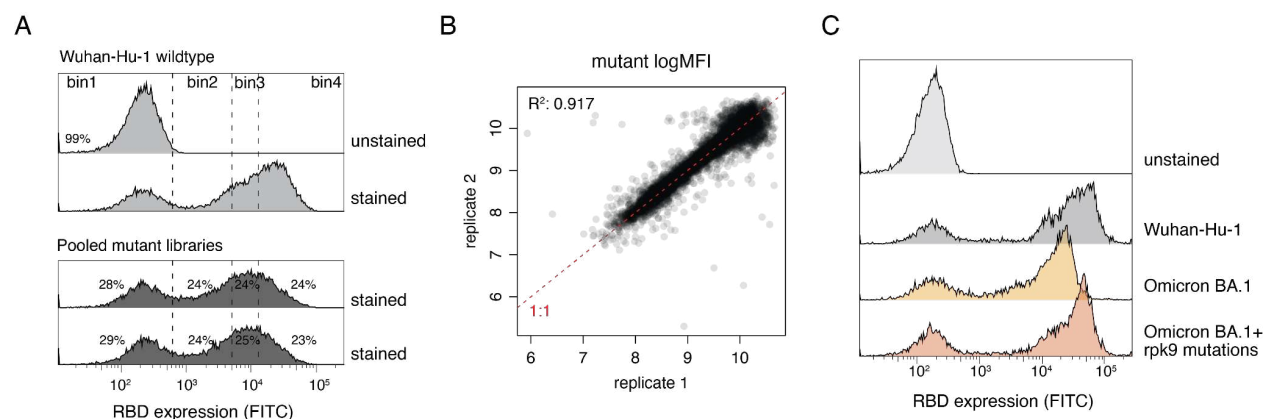 A
Wuhan-Hu-1 wildtype
bin1 bin2 bin3 bin4
99%
unstained
stained
Pooled mutant libraries
28% 24% 24% 24%
stained
29% 24% 25% 23%
stained
10² 10³ 10⁴ 10⁵
RBD expression (FITC)
B
mutant logMFI
R²: 0.917
10
9
8
7
6
replicate 2
1:1
6 7 8 9 10
replicate 1
C
unstained
Wuhan-Hu-1
Omicron BA.1
Omicron BA.1+
rpk9 mutations
10² 10³ 10⁴ 10⁵
RBD expression (FITC)